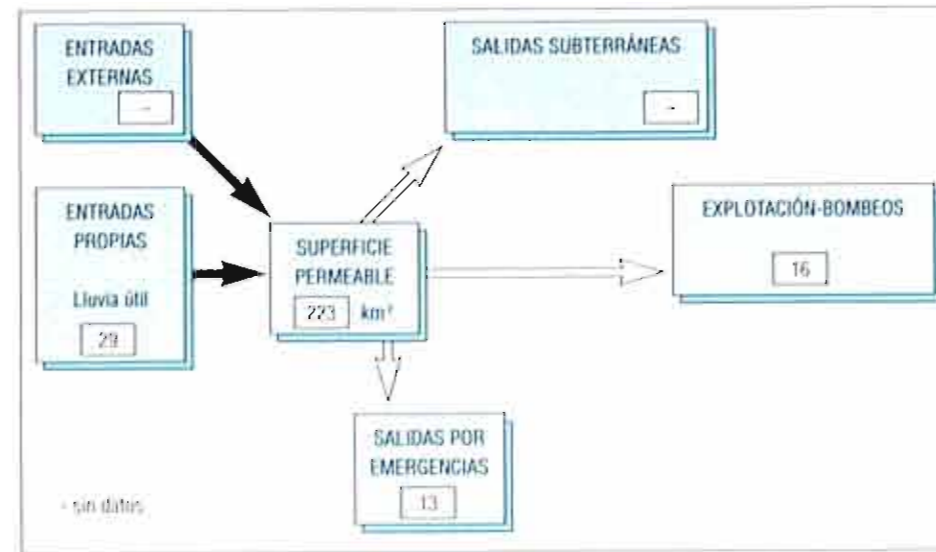 ENTRADAS
EXTERNAS
-
SALIDAS SUBTERRÁNEAS
-
ENTRADAS
PROPIAS
Lluvia útil
29
SUPERFICIE
PERMEABLE
223 km²
EXPLOTACIÓN-BOMBEOS
16
SALIDAS POR
EMERGENCIAS
13
- sin datos